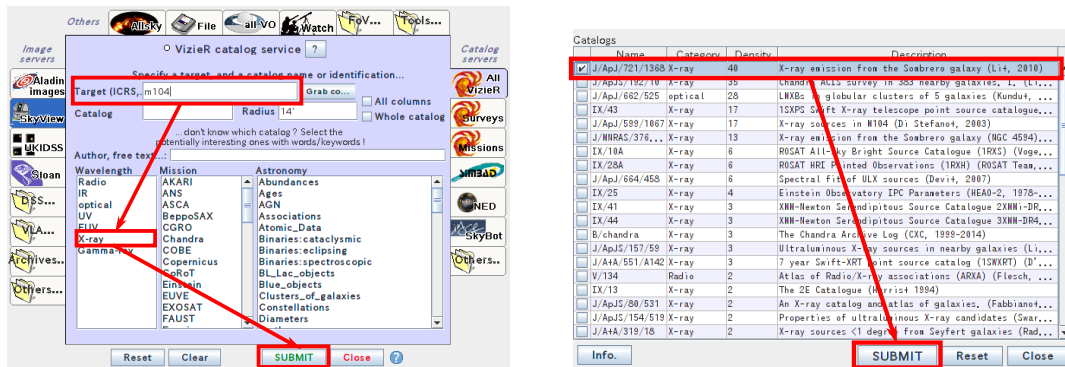 Others Allsky File all-VO Watch FoV... Tools...
Image servers
Catalog servers
VizieR catalog service ?
Specify a target, and a catalog name or identification...
Target (ICRS,. m104 Grab co...
Catalog Radius 14'
All columns
Whole catalog
...don't know which catalog ? Select the
potentially interesting ones with words/keywords !
Author, free text...:
Wavelength Mission Astronomy
Radio AKARI Abundances
IR ANS Ages
optical ASCA AGN
UV BeppoSAX Associations
EUV CGRO Atomic_Data
X-ray Chandra Binaries:cataclysmic
Gamma-ray COBE Binaries:eclipsing
Copernicus Binaries:spectroscopic
CoRoT BL_Lac_objects
Einstein Blue_objects
EUVE Clusters_of_galaxies
EXOSAT Constellations
FAUST Diameters
Aladin images
SkyView
UKIDSS
Sloan
DSS...
VLA...
Archives...
Others...
All VizieR
Surveys
Missions
SIMBAD
NED
SkyBot
Others...
Reset Clear SUBMIT Close ?
Catalogs
Name Category Density Description
J/ApJ/721/1368 X-ray 40 X-ray emission from the Sombrero galaxy (Li+, 2010)
J/ApJS/192/10 X-ray 35 Chandra ACIS survey in 383 nearby galaxies, I. (Li...
J/ApJ/662/525 optical 28 LMXBs in globular clusters of 5 galaxies (Kundu+, ...
IX/43 X-ray 17 1SXPS Swift X-ray telescope point source catalogue...
J/ApJ/599/1067 X-ray 17 X-ray sources in M104 (Di Stefano+, 2003)
J/MNRAS/376... X-ray 13 X-ray emission from the Sombrero galaxy (NGC 4594)...
IX/10A X-ray 6 ROSAT All-Sky Bright Source Catalogue (1RXS) (Voge...
IX/28A X-ray 6 ROSAT HRI Pointed Observations (1RXH) (ROSAT Team,...
J/ApJ/664/458 X-ray 6 Spectral fit of ULX sources (Devi+, 2007)
IX/25 X-ray 4 Einstein Observatory IPC Parameters (HEAO-2, 1978-...
IX/41 X-ray 3 XMM-Newton Serendipitous Source Catalogue 2XMMi-DR...
IX/44 X-ray 3 XMM-Newton Serendipitous Source Catalogue 3XMM-DR4...
B/chandra X-ray 3 The Chandra Archive Log (CXC, 1999-2014)
J/ApJS/157/59 X-ray 3 Ultraluminous X-ray sources in nearby galaxies (Li...
J/A+A/551/A142 X-ray 3 7 year Swift-XRT point source catalog (1SWXRT) (D'...
V/134 Radio 2 Atlas of Radio/X-ray associations (ARXA) (Flesch, ...
IX/13 X-ray 2 The 2E Catalogue (Harris+ 1994)
J/ApJS/80/531 X-ray 2 An X-ray catalog and atlas of galaxies, (Fabbiano+,...
J/ApJS/154/519 X-ray 2 Properties of ultraluminous X-ray candidates (Swar,...
J/A+A/319/18 X-ray 2 X-ray sources <1 degree from Seyfert galaxies (Rad,...
Info. SUBMIT Reset Close